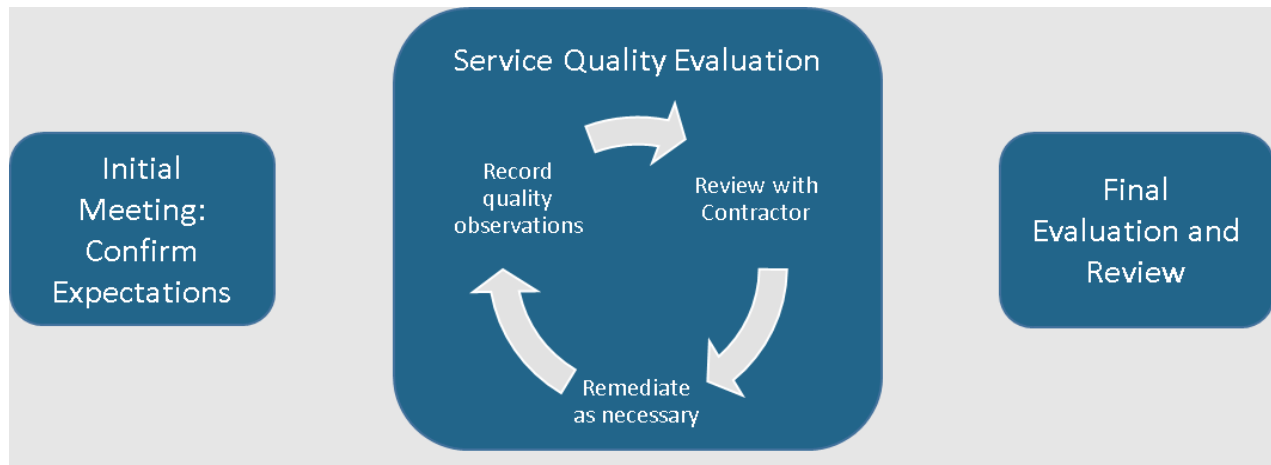 Initial
Meeting:
Confirm
Expectations
Service Quality Evaluation
Record
quality
observations
Review with
Contractor
Remediate
as necessary
Final
Evaluation and
Review